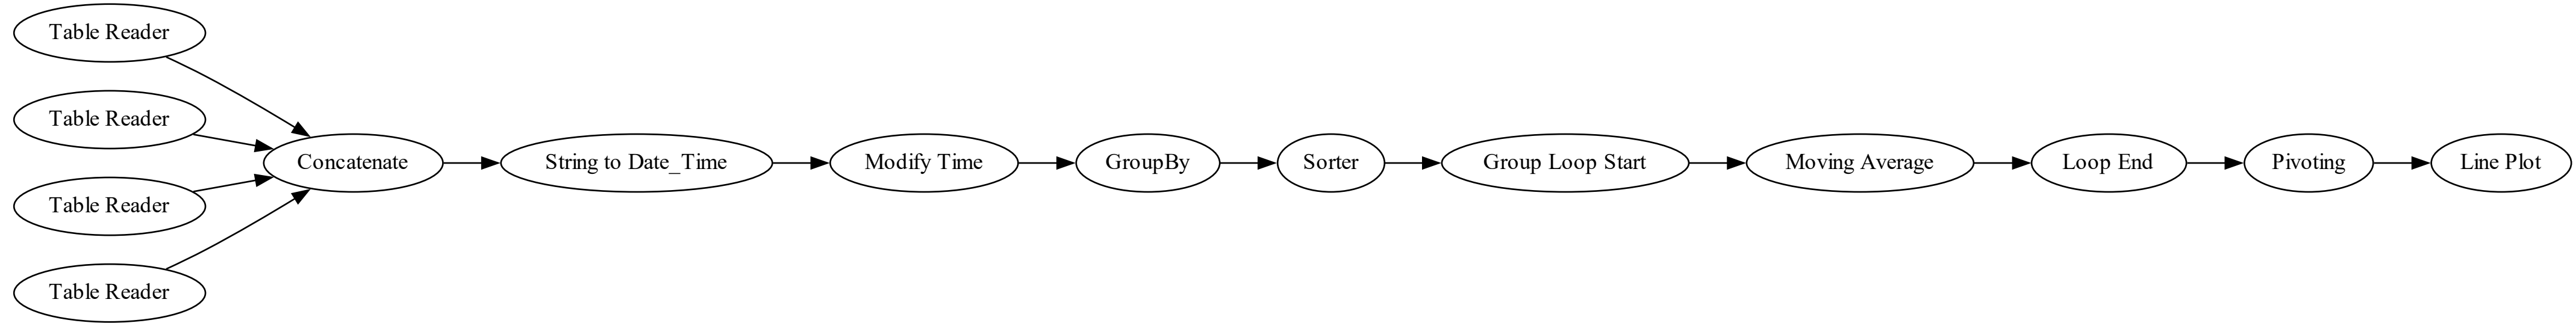 Table Reader
Table Reader
Table Reader
Table Reader
Concatenate
String to Date_Time
Modify Time
GroupBy
Sorter
Group Loop Start
Moving Average
Loop End
Pivoting
Line Plot